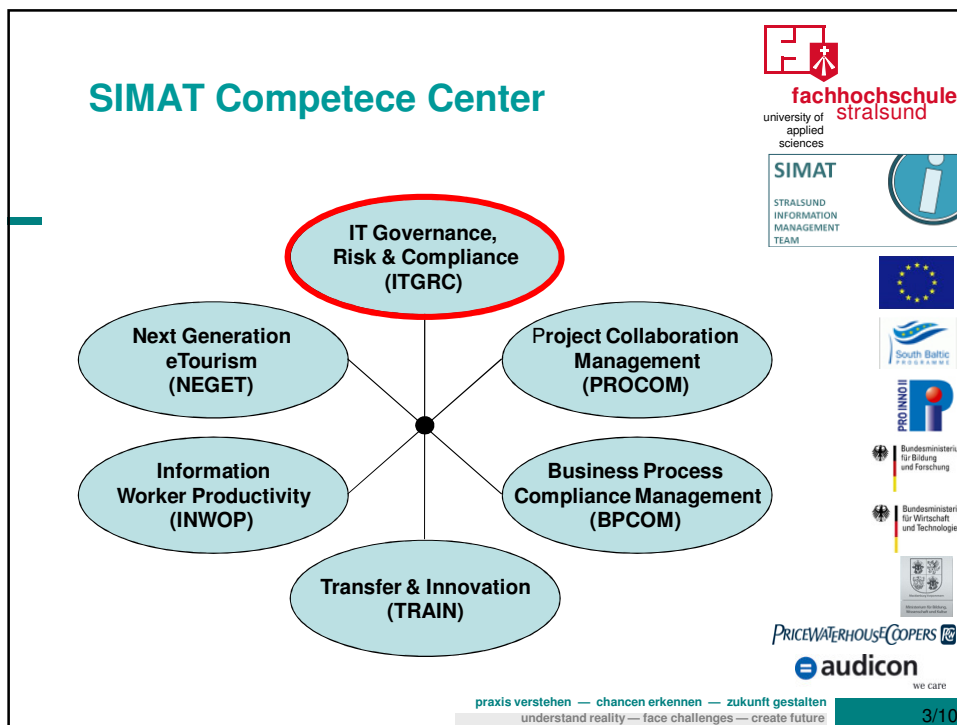 SIMAT Competece Center
fachhochschule
stralsund
university of
applied
sciences
SIMAT
STRALSUND
INFORMATION
MANAGEMENT
TEAM
IT Governance,
Risk & Compliance
(ITGRC)
Next Generation
eTourism
(NEGET)
Project Collaboration
Management
(PROCOM)
Information
Worker Productivity
(INWOP)
Business Process
Compliance Management
(BPCOM)
Transfer & Innovation
(TRAIN)
South Baltic
PROGRAMME
PRO INNO II
Bundesministeriu
für Bildung
und Forschung
Bundesministeri
für Wirtschaft
und Technologie
PRICEWATERHOUSECOOPERS
audicon
we care
praxis verstehen — chancen erkennen — zukunft gestalten
understand reality — face challenges — create future
3/10